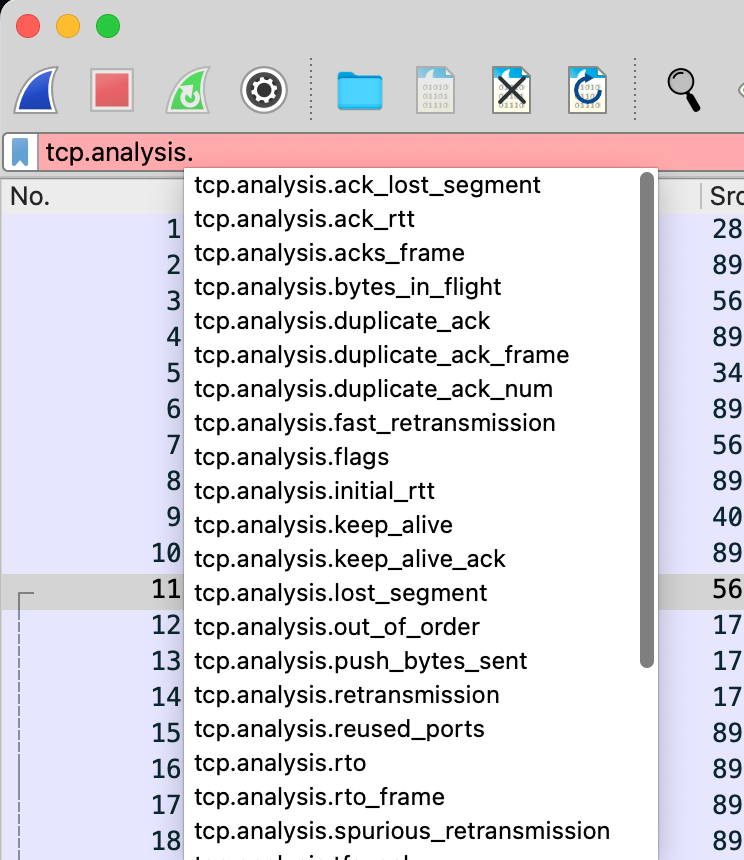 tcp.analysis.
No. Src
tcp.analysis.ack_lost_segment
tcp.analysis.ack_rtt
tcp.analysis.acks_frame
tcp.analysis.bytes_in_flight
tcp.analysis.duplicate_ack
tcp.analysis.duplicate_ack_frame
tcp.analysis.duplicate_ack_num
tcp.analysis.fast_retransmission
tcp.analysis.flags
tcp.analysis.initial_rtt
tcp.analysis.keep_alive
tcp.analysis.keep_alive_ack
tcp.analysis.lost_segment
tcp.analysis.out_of_order
tcp.analysis.push_bytes_sent
tcp.analysis.retransmission
tcp.analysis.reused_ports
tcp.analysis.rto
tcp.analysis.rto_frame
tcp.analysis.spurious_retransmission
1 28
2 89
3 56
4 89
5 34
6 89
7 56
8 89
9 40
10 89
11 56
12 17
13 17
14 17
15 89
16 89
17 89
18 89